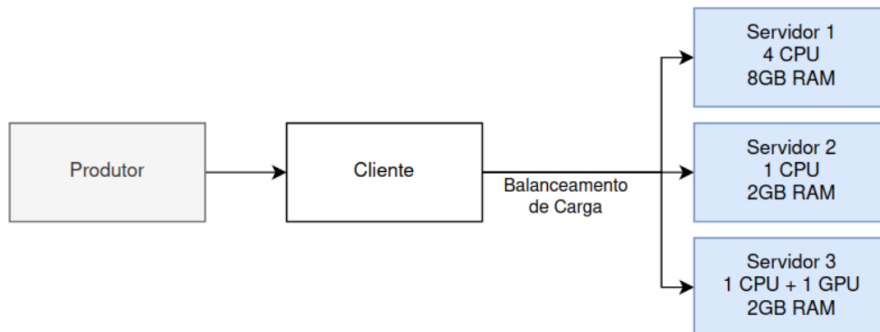 Produtor
Cliente
Balanceamento
de Carga
Servidor 1
4 CPU
8GB RAM
Servidor 2
1 CPU
2GB RAM
Servidor 3
1 CPU + 1 GPU
2GB RAM